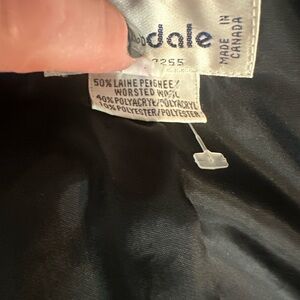 dale
7255
MADE IN
CANADA
50% LAINE PEIGNEE/
WORSTED WOOL
40% POLYACRYL/POLYACRYL
10% POLYESTER/POLYESTER